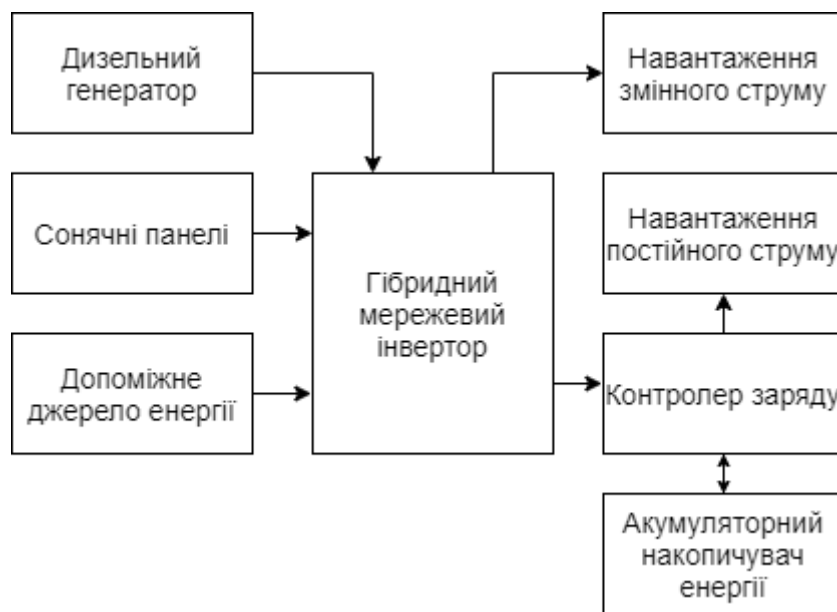 Дизельний
генератор
Навантаження
змінного струму
Сонячні панелі
Гібридний
мережевий
інвертор
Навантаження
постійного струму
Допоміжне
джерело енергії
Контролер заряду
Акумуляторний
накопичувач
енергії